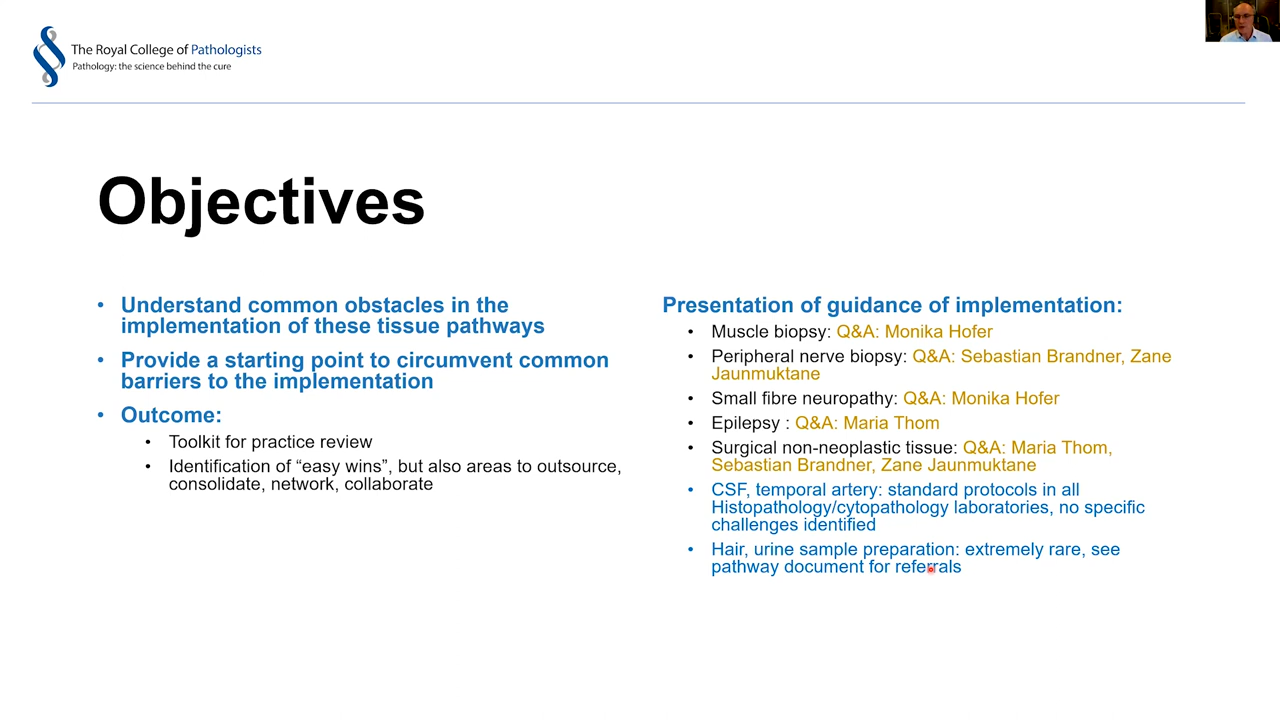 The Royal College of Pathologists
Pathology: the science behind the cure
Objectives
• Understand common obstacles in the
implementation of these tissue pathways
• Provide a starting point to circumvent common
barriers to the implementation
• Outcome:
• Toolkit for practice review
• Identification of “easy wins”, but also areas to outsource,
consolidate, network, collaborate
Presentation of guidance of implementation:
• Muscle biopsy: Q&A: Monika Hofer
• Peripheral nerve biopsy: Q&A: Sebastian Brandner, Zane
Jaunmuktane
• Small fibre neuropathy: Q&A: Monika Hofer
• Epilepsy : Q&A: Maria Thom
• Surgical non-neoplastic tissue: Q&A: Maria Thom,
Sebastian Brandner, Zane Jaunmuktane
• CSF, temporal artery: standard protocols in all
Histopathology/cytopathology laboratories, no specific
challenges identified
• Hair, urine sample preparation: extremely rare, see
pathway document for referrals